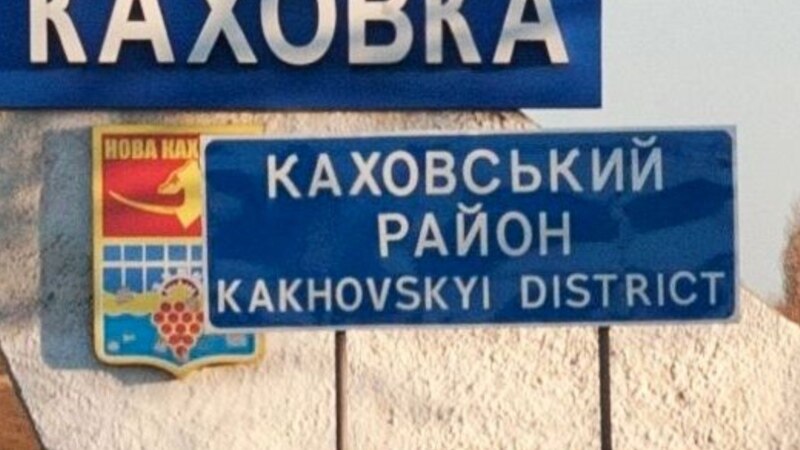 КАХОВКА
НОВА КАХ
КАХОВСЬКИЙ
РАЙОН
KAKHOVSKYI DISTRICT